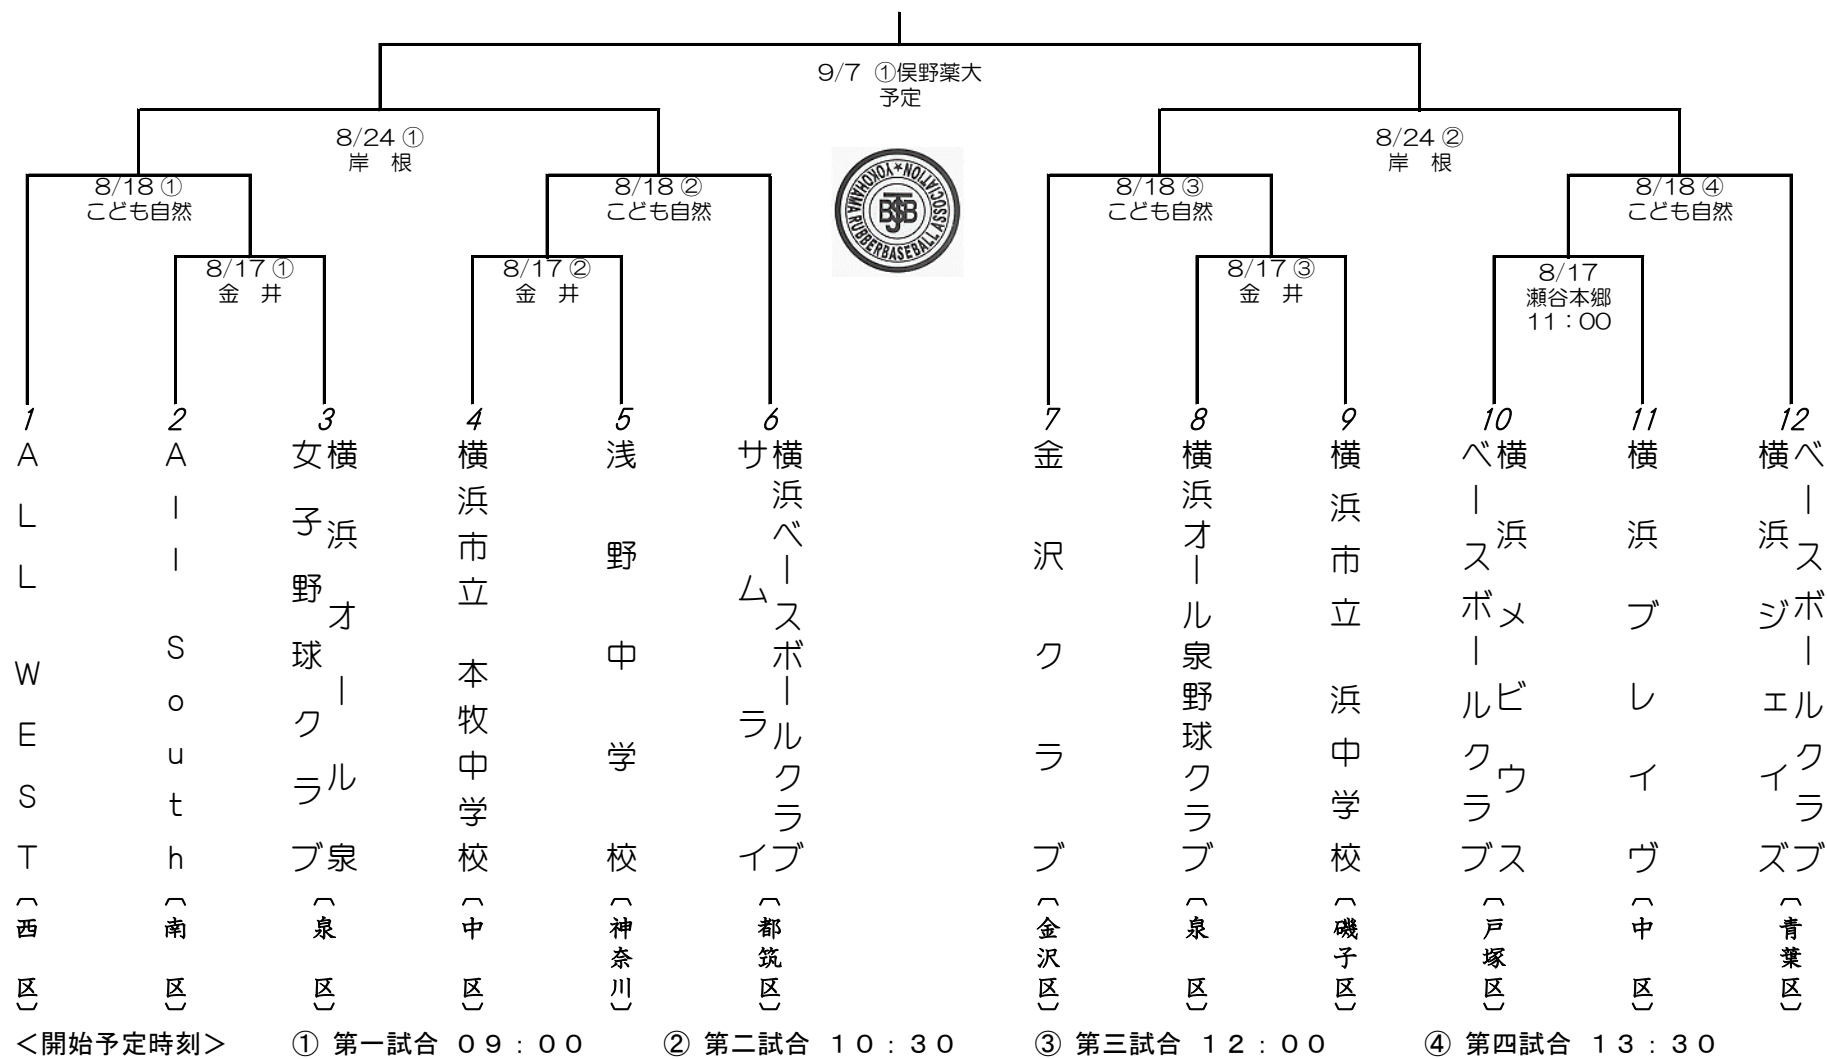 9/7 ①俣野薬大
予定
8/24 ①
岸 根
8/24 ②
岸 根
8/18 ①
こども自然
8/18 ②
こども自然
8/18 ③
こども自然
8/18 ④
こども自然
YOKOHAMA RUBBERBASEBALL ASSOCIATION
8/17 ①
金 井
8/17 ②
金 井
8/17 ③
金 井
8/17
瀬谷本郷
11：00
1
ALL WEST
〔西 区〕
2
All South
〔南 区〕
3
横浜オール泉
女子野球クラブ
〔泉 区〕
4
横浜市立 本牧中学校
〔中 区〕
5
浅野中学校
〔神奈川〕
6
横浜ベースボールクラブ
サムライ
〔都筑区〕
7
金沢クラブ
〔金沢区〕
8
横浜オール泉野球クラブ
〔泉 区〕
9
横浜市立 浜中学校
〔磯子区〕
10
横浜メビウス
ベースボールクラブ
〔戸塚区〕
11
横浜ブレイヴ
〔中 区〕
12
ベースボールクラブ
横浜ジェイズ
〔青葉区〕
＜開始予定時刻＞ ① 第一試合 ０９：００ ② 第二試合 １０：３０ ③ 第三試合 １２：００ ④ 第四試合 １３：３０